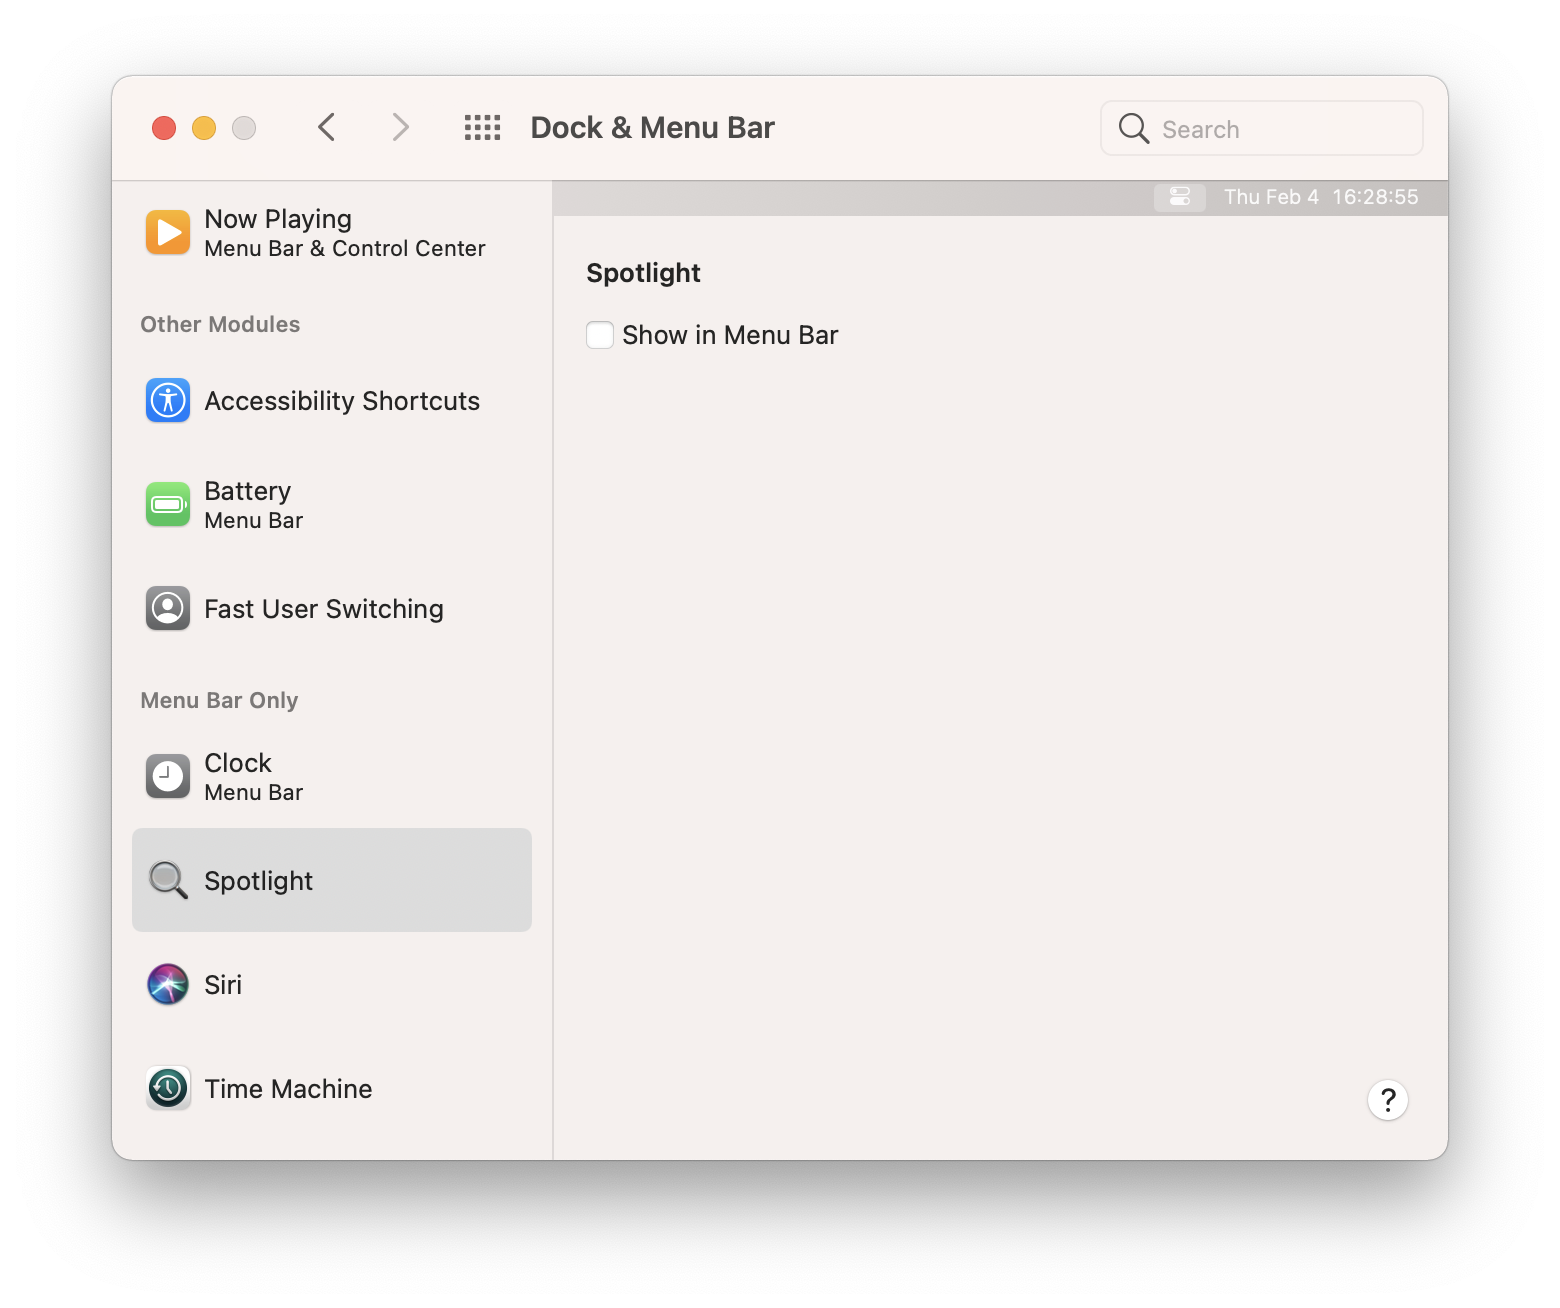 Dock & Menu Bar
Search
Now Playing
Menu Bar & Control Center
Other Modules
Accessibility Shortcuts
Battery
Menu Bar
Fast User Switching
Menu Bar Only
Clock
Menu Bar
Spotlight
Siri
Time Machine
Thu Feb 4 16:28:55
Spotlight
Show in Menu Bar
?